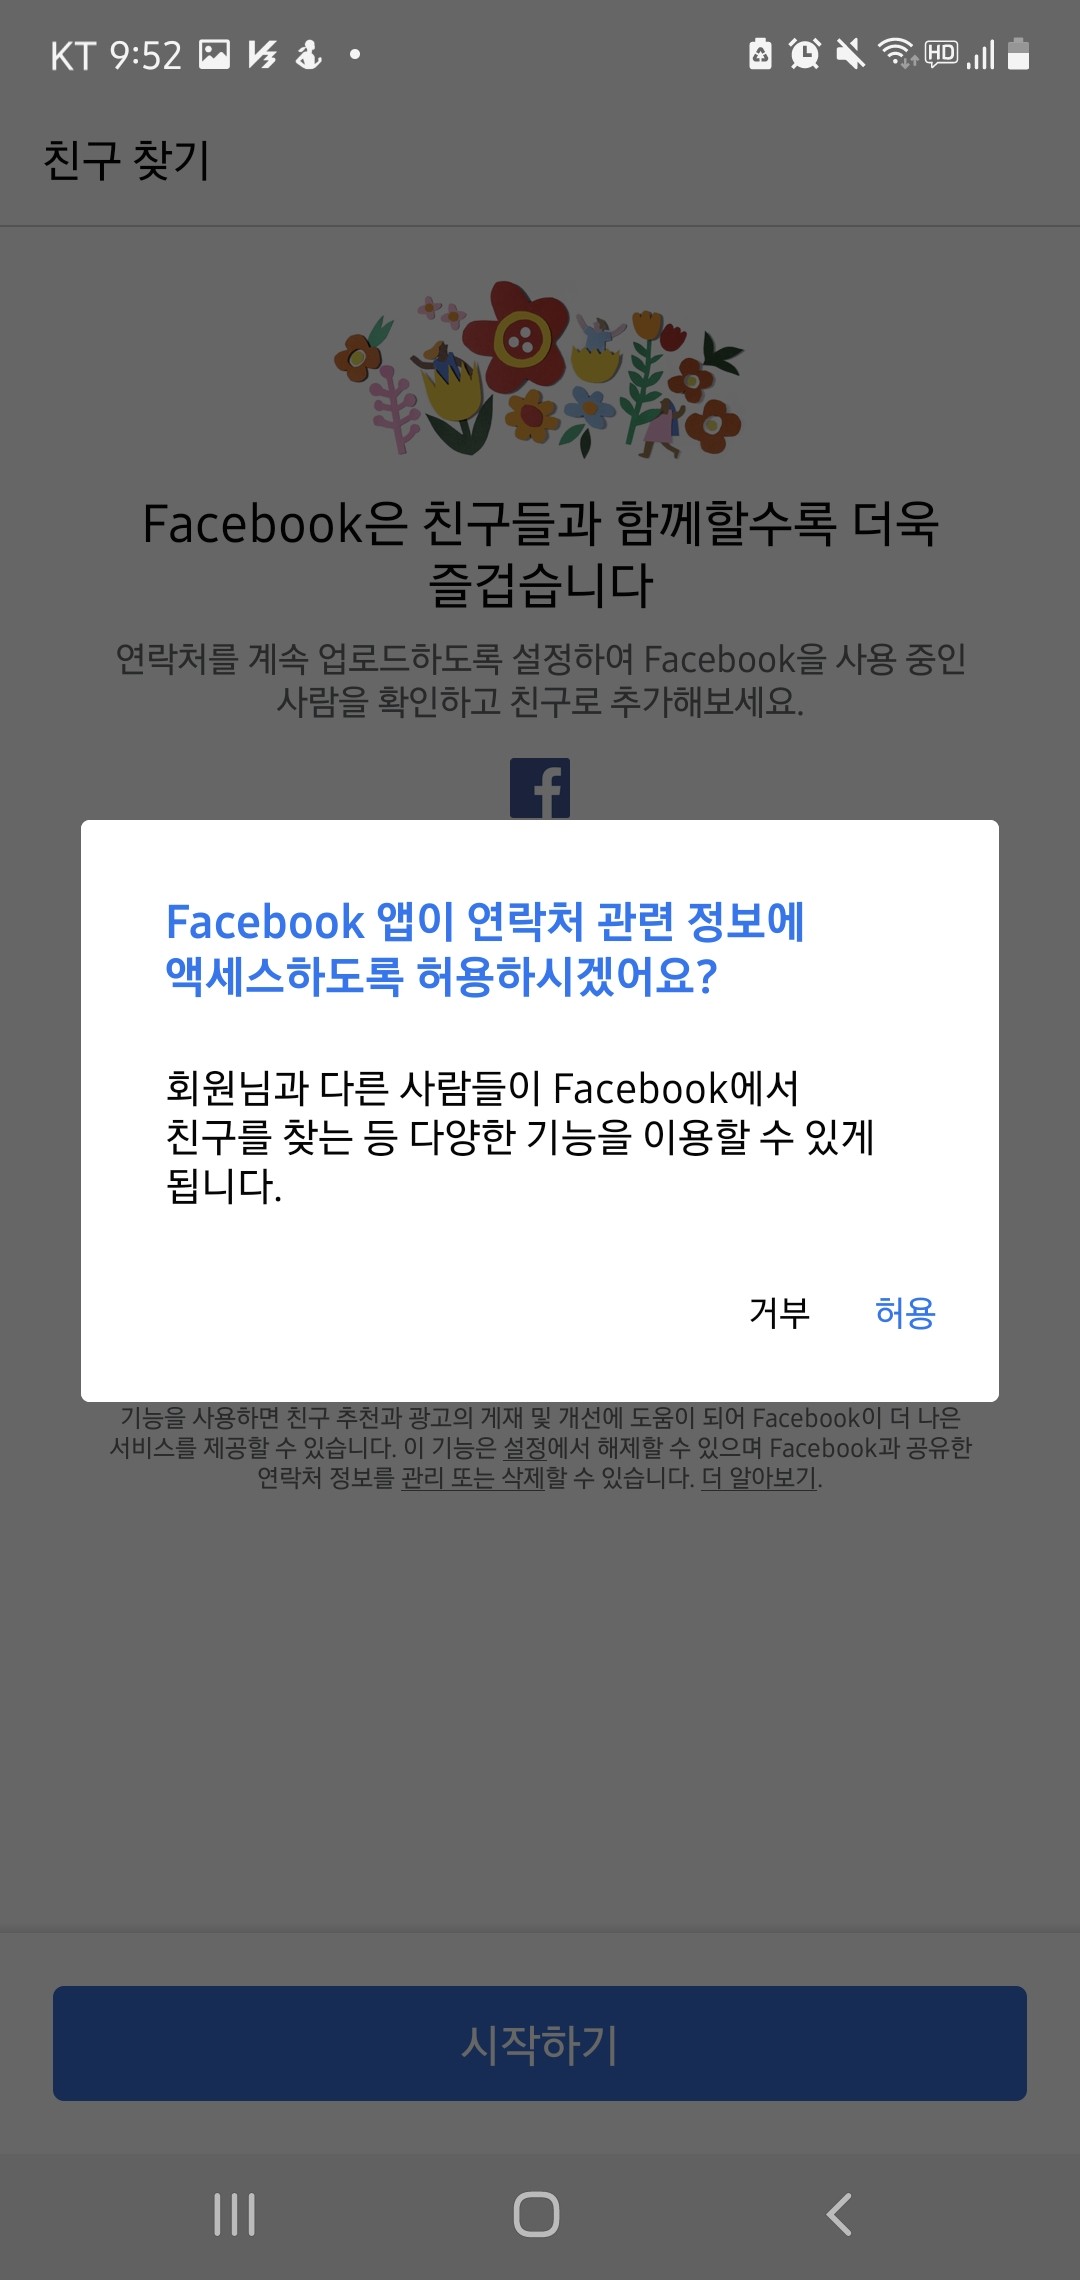 KT 9:52
HD
친구 찾기
Facebook은 친구들과 함께할수록 더욱
즐겁습니다
연락처를 계속 업로드하도록 설정하여 Facebook을 사용 중인
사람을 확인하고 친구로 추가해보세요.
Facebook 앱이 연락처 관련 정보에
액세스하도록 허용하시겠어요?
회원님과 다른 사람들이 Facebook에서
친구를 찾는 등 다양한 기능을 이용할 수 있게
됩니다.
거부 허용
기능을 사용하면 친구 추천과 광고의 게재 및 개선에 도움이 되어 Facebook이 더 나은
서비스를 제공할 수 있습니다. 이 기능은 설정에서 해제할 수 있으며 Facebook과 공유한
연락처 정보를 관리 또는 삭제할 수 있습니다. 더 알아보기.
시작하기